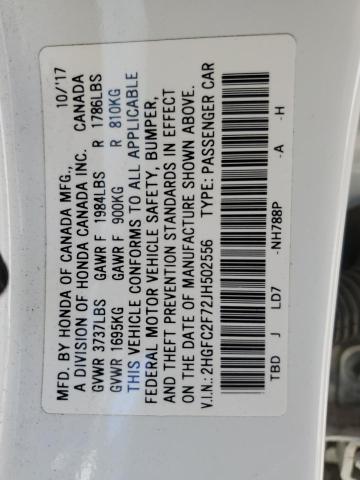 MFD. BY HONDA OF CANADA MFG., 10/'17
A DIVISION OF HONDA CANADA INC. CANADA
GVWR 3737LBS GAWR F 1984LBS R 1786LBS
GVWR 1695KG GAWR F 900KG R 810KG
THIS VEHICLE CONFORMS TO ALL APPLICABLE
FEDERAL MOTOR VEHICLE SAFETY, BUMPER,
AND THEFT PREVENTION STANDARDS IN EFFECT
ON THE DATE OF MANUFACTURE SHOWN ABOVE.
V.I.N.: 2HGFC2F72JH502556 TYPE: PASSENGER CAR
TBD J LD7 -NH788P -A -H